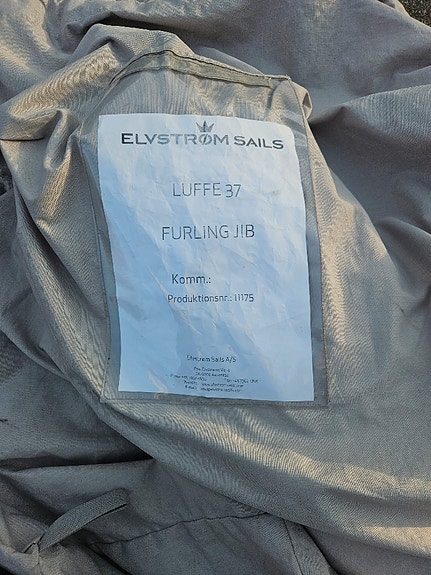 ELVSTRØM SAILS
LUFFE 37
FURLING JIB
Komm.:
Produktionsnr.: 11175
Elvstrøm Sails A/S